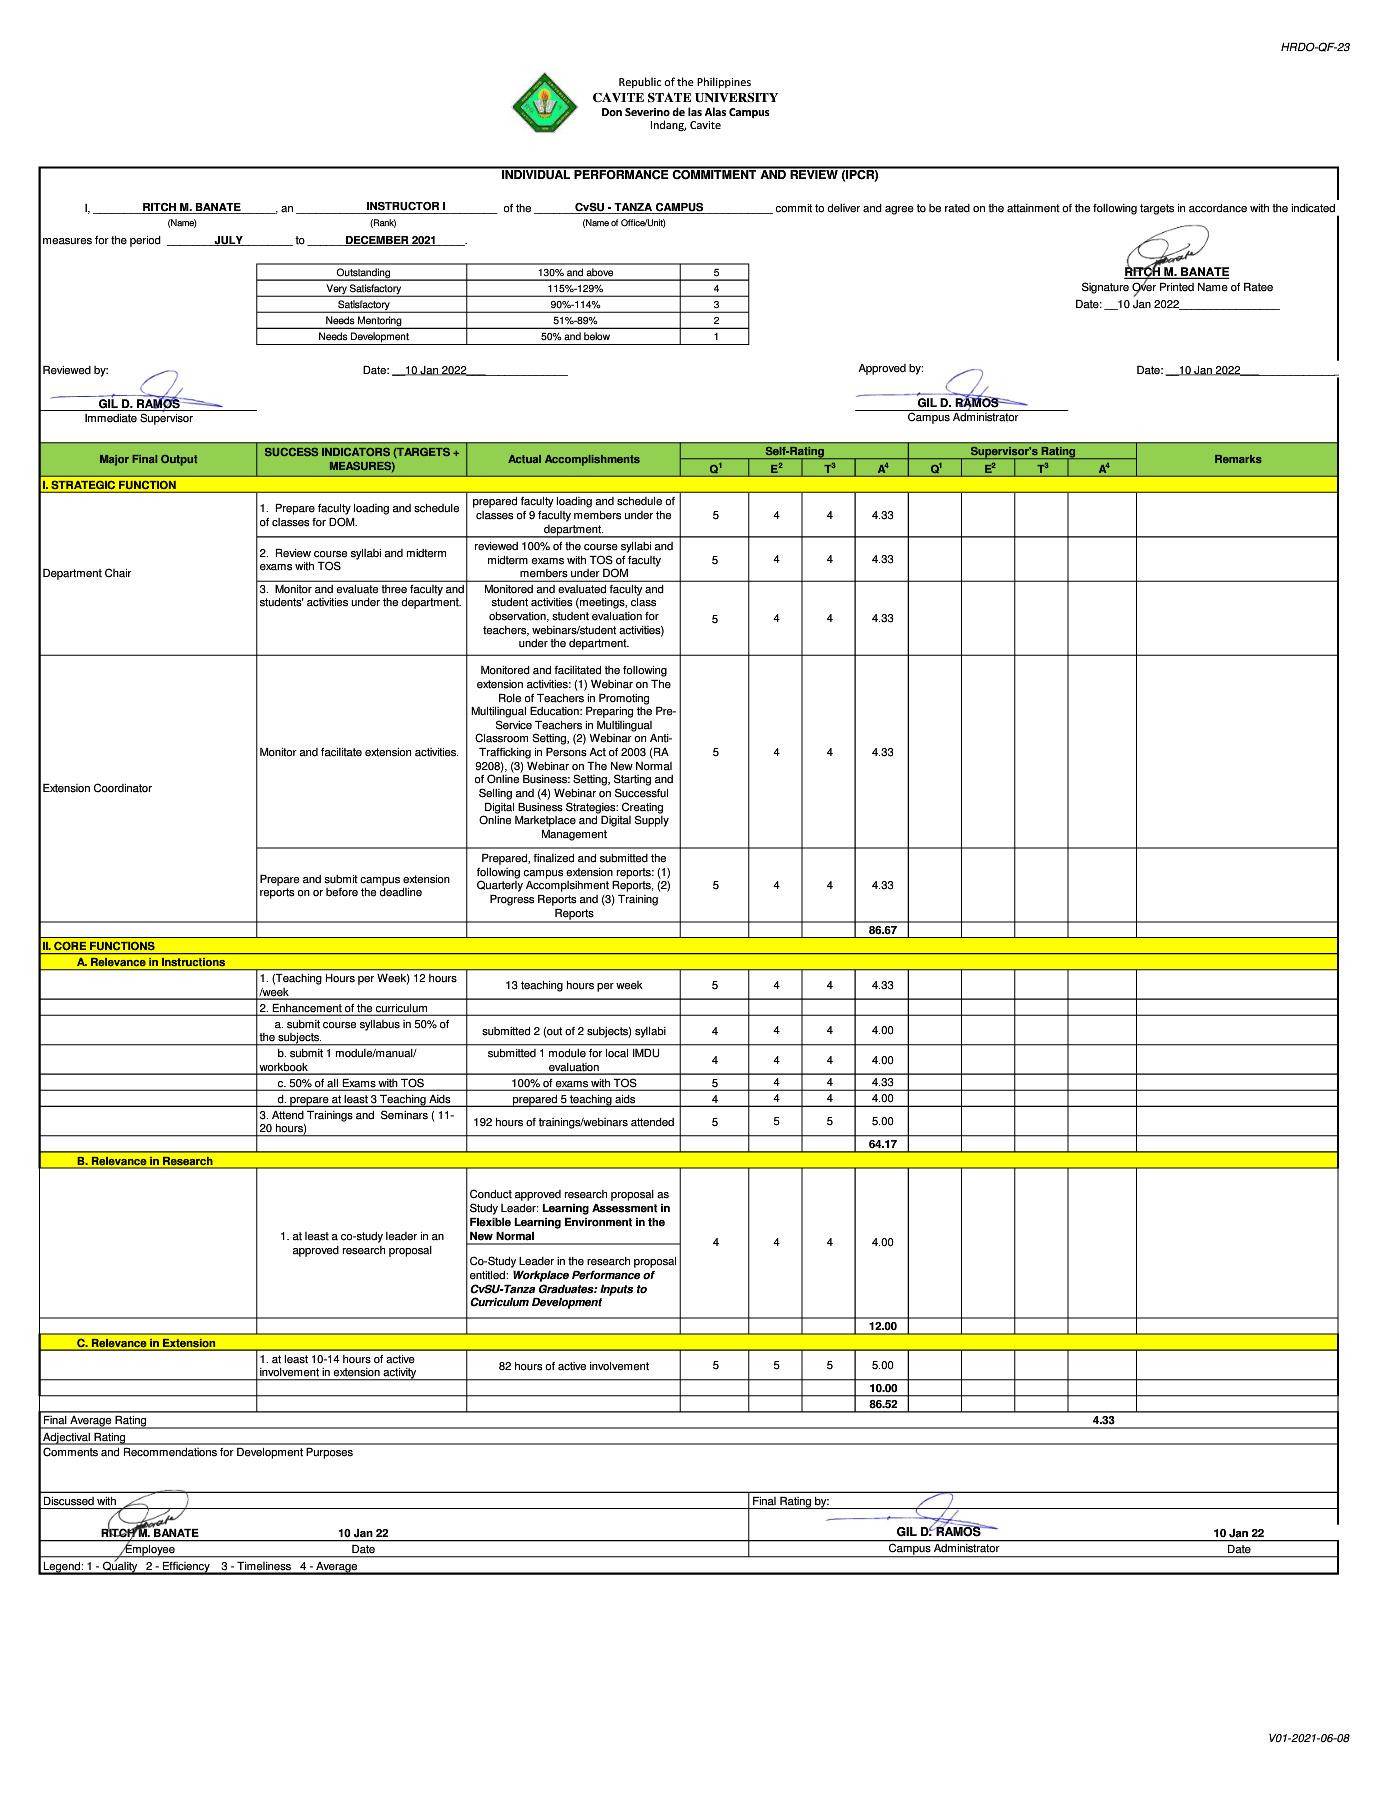 HRDO-QF-23
Republic of the Philippines
CAVITE STATE UNIVERSITY
Don Severino de las Alas Campus
Indang, Cavite
INDIVIDUAL PERFORMANCE COMMITMENT AND REVIEW (IPCR)
I, RITCH M. BANATE, an INSTRUCTOR I of the CvSU - TANZA CAMPUS commit to deliver and agree to be rated on the attainment of the following targets in accordance with the indicated
(Name) (Rank) (Name of Office/Unit)
measures for the period JULY to DECEMBER 2021.
Outstanding 130% and above 5
Very Satisfactory 115%-129% 4
Satisfactory 90%-114% 3
Needs Mentoring 51%-89% 2
Needs Development 50% and below 1
RITCH M. BANATE
Signature Over Printed Name of Ratee
Date: __10 Jan 2022________________
Reviewed by: Date: __10 Jan 2022________________ Approved by: Date: __10 Jan 2022________________
GIL D. RAMOS GIL D. RAMOS
Immediate Supervisor Campus Administrator
Major Final Output
SUCCESS INDICATORS (TARGETS +
MEASURES)
Actual Accomplishments
Self-Rating
Supervisor's Rating
Remarks
Q¹ E² T³ A⁴ Q¹ E² T³ A⁴
I. STRATEGIC FUNCTION
Department Chair
1. Prepare faculty loading and schedule
of classes for DOM.
prepared faculty loading and schedule of
classes of 9 faculty members under the
department.
5 4 4 4.33
2. Review course syllabi and midterm
exams with TOS
reviewed 100% of the course syllabi and
midterm exams with TOS of faculty
members under DOM
5 4 4 4.33
3. Monitor and evaluate three faculty and
students' activities under the department.
Monitored and evaluated faculty and
student activities (meetings, class
observation, student evaluation for
teachers, webinars/student activities)
under the department.
5 4 4 4.33
Extension Coordinator
Monitor and facilitate extension activities.
Monitored and facilitated the following
extension activities: (1) Webinar on The
Role of Teachers in Promoting
Multilingual Education: Preparing the Pre-
Service Teachers in Multilingual
Classroom Setting, (2) Webinar on Anti-
Trafficking in Persons Act of 2003 (RA
9208), (3) Webinar on The New Normal
of Online Business: Setting, Starting and
Selling and (4) Webinar on Successful
Digital Business Strategies: Creating
Online Marketplace and Digital Supply
Management
5 4 4 4.33
Prepare and submit campus extension
reports on or before the deadline
Prepared, finalized and submitted the
following campus extension reports: (1)
Quarterly Accomplsihment Reports, (2)
Progress Reports and (3) Training
Reports
5 4 4 4.33
86.67
II. CORE FUNCTIONS
A. Relevance in Instructions
1. (Teaching Hours per Week) 12 hours
/week
13 teaching hours per week
5 4 4 4.33
2. Enhancement of the curriculum
a. submit course syllabus in 50% of
the subjects.
submitted 2 (out of 2 subjects) syllabi
4 4 4 4.00
b. submit 1 module/manual/
workbook
submitted 1 module for local IMDU
evaluation
4 4 4 4.00
c. 50% of all Exams with TOS 100% of exams with TOS 5 4 4 4.33
d. prepare at least 3 Teaching Aids prepared 5 teaching aids 4 4 4 4.00
3. Attend Trainings and Seminars ( 11-
20 hours)
192 hours of trainings/webinars attended
5 5 5 5.00
64.17
B. Relevance in Research
1. at least a co-study leader in an
approved research proposal
Conduct approved research proposal as
Study Leader: Learning Assessment in
Flexible Learning Environment in the
New Normal
Co-Study Leader in the research proposal
entitled: Workplace Performance of
CvSU-Tanza Graduates: Inputs to
Curriculum Development
4 4 4 4.00
12.00
C. Relevance in Extension
1. at least 10-14 hours of active
involvement in extension activity
82 hours of active involvement
5 5 5 5.00
10.00
86.52
Final Average Rating 4.33
Adjectival Rating
Comments and Recommendations for Development Purposes
Discussed with Final Rating by:
RITCH M. BANATE 10 Jan 22 GIL D. RAMOS 10 Jan 22
Employee Date Campus Administrator Date
Legend: 1 - Quality 2 - Efficiency 3 - Timeliness 4 - Average
V01-2021-06-08